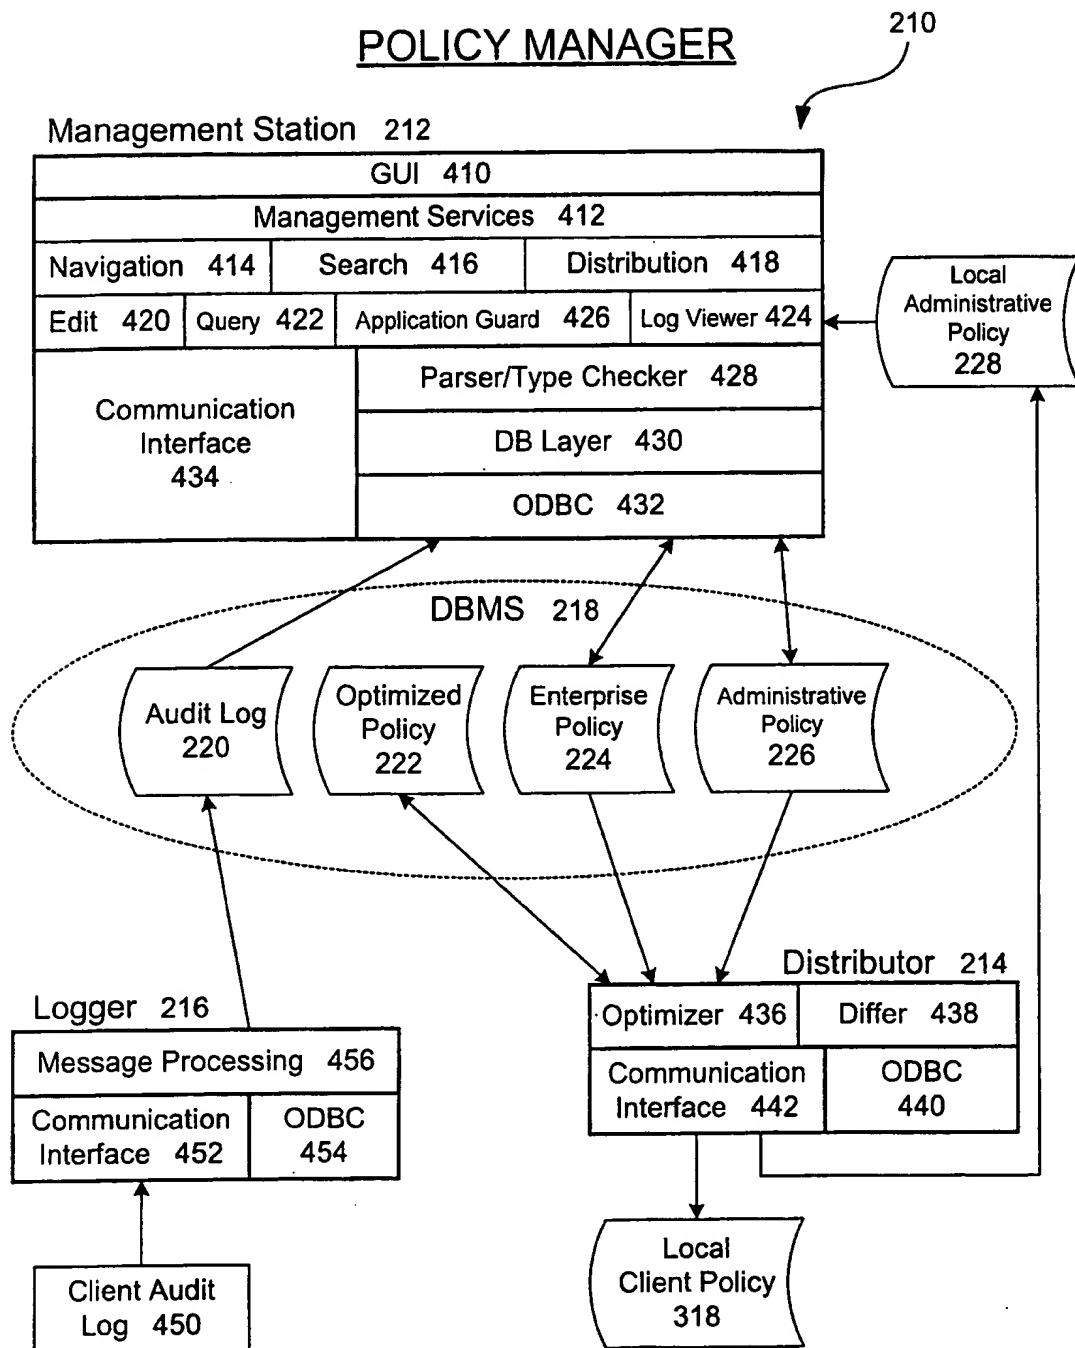 POLICY MANAGER
210
Management Station 212
GUI 410
Management Services 412
Navigation 414
Search 416
Distribution 418
Edit 420
Query 422
Application Guard 426
Log Viewer 424
Local
Administrative
Policy
228
Communication
Interface
434
Parser/Type Checker 428
DB Layer 430
ODBC 432
DBMS 218
Audit Log
220
Optimized
Policy
222
Enterprise
Policy
224
Administrative
Policy
226
Distributor 214
Optimizer 436
Differ 438
Communication
Interface 442
ODBC
440
Logger 216
Message Processing 456
Communication
Interface 452
ODBC
454
Local
Client Policy
318
Client Audit
Log 450